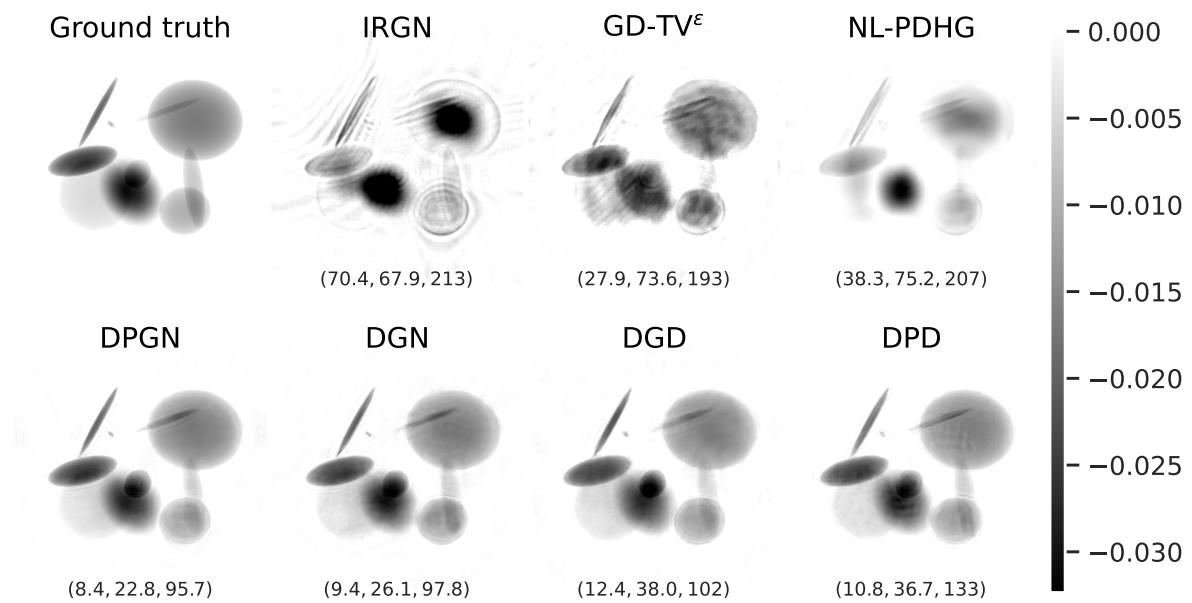 Ground truth
IRGN
GD-TVᵋ
NL-PDHG
(70.4, 67.9, 213)
(27.9, 73.6, 193)
(38.3, 75.2, 207)
DPGN
DGN
DGD
DPD
(8.4, 22.8, 95.7)
(9.4, 26.1, 97.8)
(12.4, 38.0, 102)
(10.8, 36.7, 133)
0.000
−0.005
−0.010
−0.015
−0.020
−0.025
−0.030